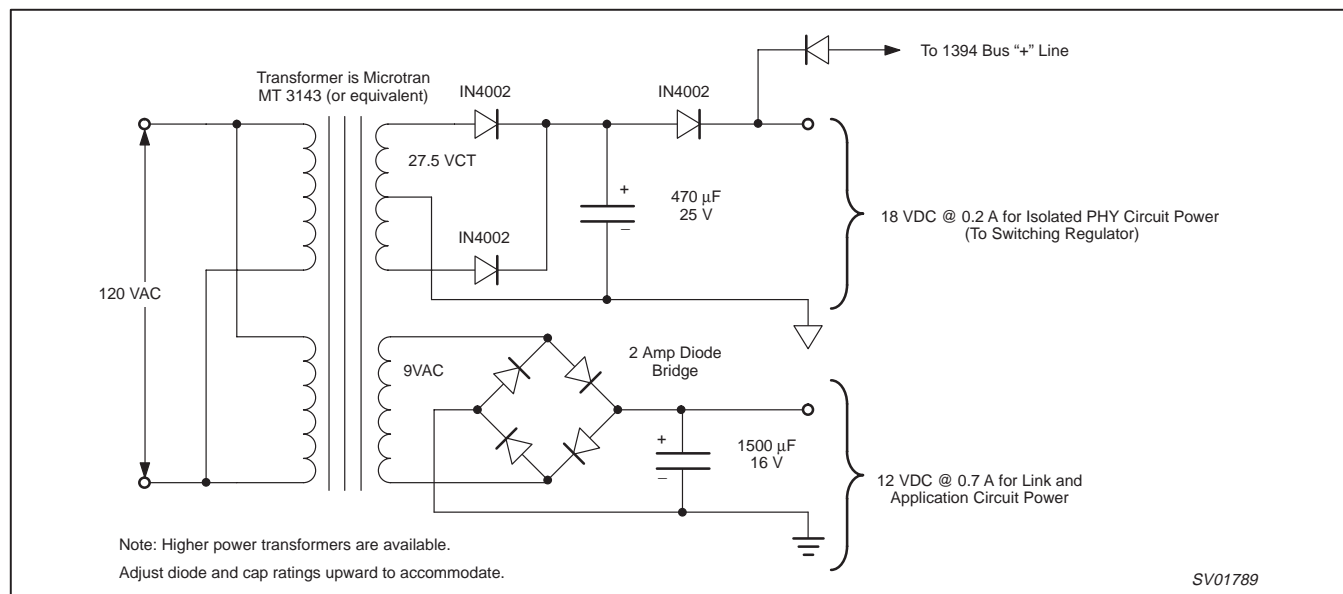 To 1394 Bus “+” Line
Transformer is Microtran
MT 3143 (or equivalent)
IN4002
IN4002
27.5 VCT
+
470 μF
25 V
–
IN4002
18 VDC @ 0.2 A for Isolated PHY Circuit Power
(To Switching Regulator)
120 VAC
9VAC
2 Amp Diode
Bridge
+
1500 μF
16 V
–
12 VDC @ 0.7 A for Link and
Application Circuit Power
Note: Higher power transformers are available.
Adjust diode and cap ratings upward to accommodate.
SV01789